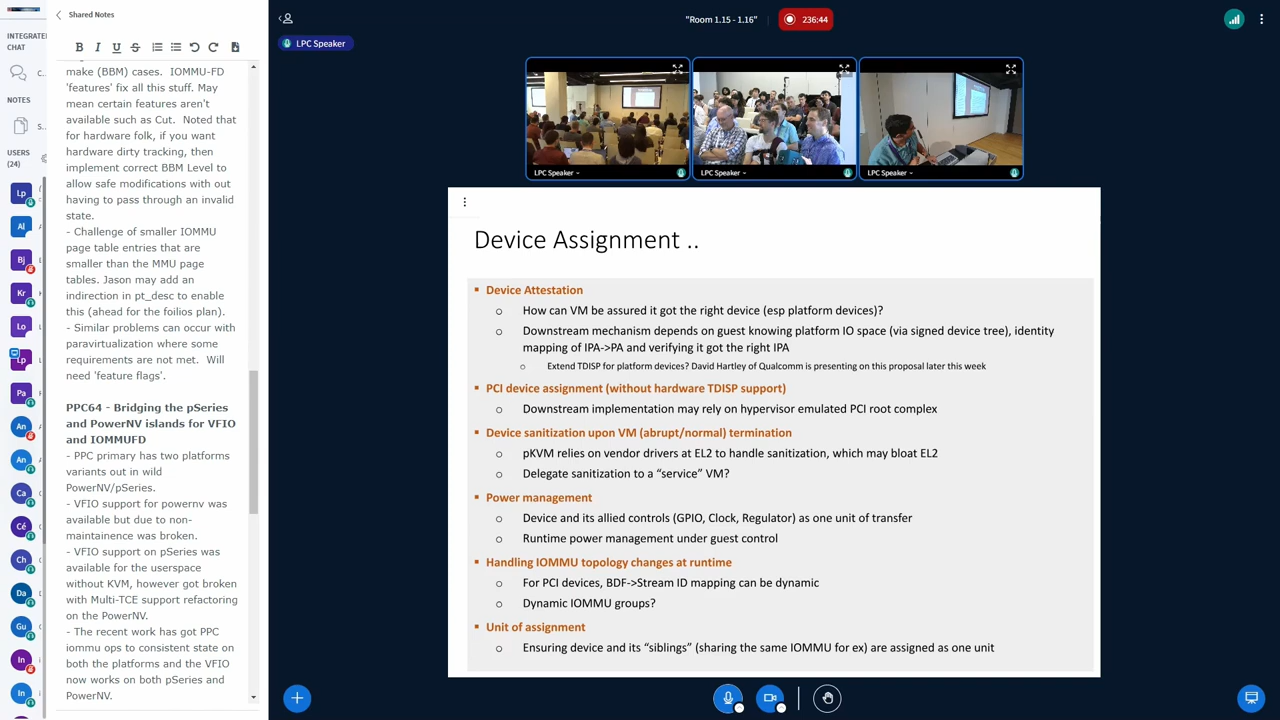 INTEGRATE
CHAT
C...
NOTES
S...
USERS
(24)
Lp
Al
Bj
Kr
Lo
Lp
Pa
An
An
Ca
Cé
Ch
Da
Gu
In
In
Shared Notes
B I U S
make (BBM) cases. IOMMU-FD
'features' fix all this stuff. May
mean certain features aren't
available such as Cut. Noted that
for hardware folk, if you want
hardware dirty tracking, then
implement correct BBM Level to
allow safe modifications with out
having to pass through an invalid
state.
- Challenge of smaller IOMMU
page table entries that are
smaller than the MMU page
tables. Jason may add an
indirection in pt_desc to enable
this (ahead for the foilios plan).
- Similar problems can occur with
paravirtualization where some
requirements are not met. Will
need 'feature flags'.
PPC64 - Bridging the pSeries
and PowerNV islands for VFIO
and IOMMUFD
- PPC primary has two platforms
variants out in wild
PowerNV/pSeries.
- VFIO support for powernv was
available but due to non-
maintainence was broken.
- VFIO support on pSeries was
available for the userspace
without KVM, however got broken
with Multi-TCE support refactoring
on the PowerNV.
- The recent work has got PPC
iommu ops to consistent state on
both the platforms and the VFIO
now works on both pSeries and
PowerNV.
"Room 1.15 - 1.16"
236:44
LPC Speaker
LPC Speaker
LPC Speaker
LPC Speaker
Device Assignment ..
▪ Device Attestation
o How can VM be assured it got the right device (esp platform devices)?
o Downstream mechanism depends on guest knowing platform IO space (via signed device tree), identity
mapping of IPA->PA and verifying it got the right IPA
o Extend TDISP for platform devices? David Hartley of Qualcomm is presenting on this proposal later this week
▪ PCI device assignment (without hardware TDISP support)
o Downstream implementation may rely on hypervisor emulated PCI root complex
▪ Device sanitization upon VM (abrupt/normal) termination
o pKVM relies on vendor drivers at EL2 to handle sanitization, which may bloat EL2
o Delegate sanitization to a “service” VM?
▪ Power management
o Device and its allied controls (GPIO, Clock, Regulator) as one unit of transfer
o Runtime power management under guest control
▪ Handling IOMMU topology changes at runtime
o For PCI devices, BDF->Stream ID mapping can be dynamic
o Dynamic IOMMU groups?
▪ Unit of assignment
o Ensuring device and its “siblings” (sharing the same IOMMU for ex) are assigned as one unit